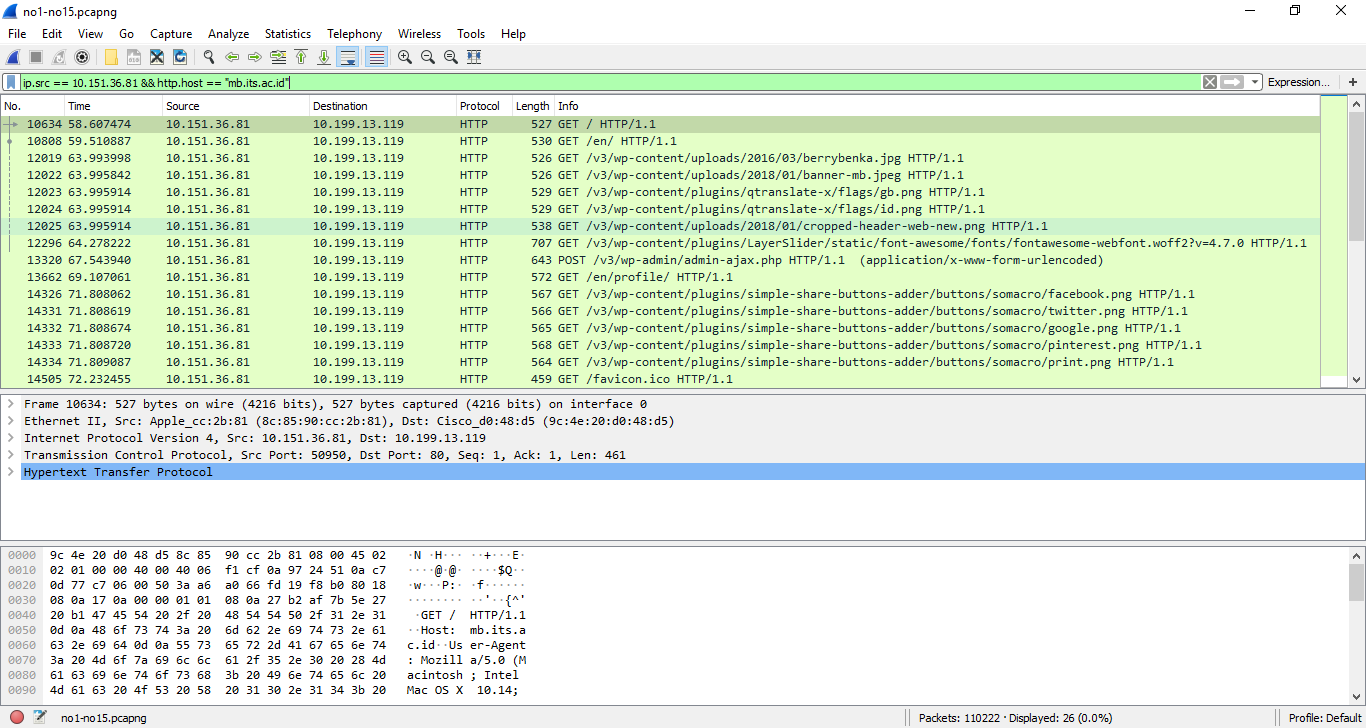 no1-no15.pcapng
File Edit View Go Capture Analyze Statistics Telephony Wireless Tools Help
ip.src == 10.151.36.81 && http.host == "mb.its.ac.id" Expression... +
No. Time Source Destination Protocol Length Info
10634 58.607474 10.151.36.81 10.199.13.119 HTTP 527 GET / HTTP/1.1
10808 59.510887 10.151.36.81 10.199.13.119 HTTP 530 GET /en/ HTTP/1.1
12019 63.993998 10.151.36.81 10.199.13.119 HTTP 526 GET /v3/wp-content/uploads/2016/03/berrybenka.jpg HTTP/1.1
12022 63.995842 10.151.36.81 10.199.13.119 HTTP 526 GET /v3/wp-content/uploads/2018/01/banner-mb.jpeg HTTP/1.1
12023 63.995914 10.151.36.81 10.199.13.119 HTTP 529 GET /v3/wp-content/plugins/qtranslate-x/flags/gb.png HTTP/1.1
12024 63.995914 10.151.36.81 10.199.13.119 HTTP 529 GET /v3/wp-content/plugins/qtranslate-x/flags/id.png HTTP/1.1
12025 63.995914 10.151.36.81 10.199.13.119 HTTP 538 GET /v3/wp-content/uploads/2018/01/cropped-header-web-new.png HTTP/1.1
12296 64.278222 10.151.36.81 10.199.13.119 HTTP 707 GET /v3/wp-content/plugins/LayerSlider/static/font-awesome/fonts/fontawesome-webfont.woff2?v=4.7.0 HTTP/1.1
13320 67.543940 10.151.36.81 10.199.13.119 HTTP 643 POST /v3/wp-admin/admin-ajax.php HTTP/1.1 (application/x-www-form-urlencoded)
13662 69.107061 10.151.36.81 10.199.13.119 HTTP 572 GET /en/profile/ HTTP/1.1
14326 71.808062 10.151.36.81 10.199.13.119 HTTP 567 GET /v3/wp-content/plugins/simple-share-buttons-adder/buttons/somacro/facebook.png HTTP/1.1
14331 71.808619 10.151.36.81 10.199.13.119 HTTP 566 GET /v3/wp-content/plugins/simple-share-buttons-adder/buttons/somacro/twitter.png HTTP/1.1
14332 71.808674 10.151.36.81 10.199.13.119 HTTP 565 GET /v3/wp-content/plugins/simple-share-buttons-adder/buttons/somacro/google.png HTTP/1.1
14333 71.808720 10.151.36.81 10.199.13.119 HTTP 568 GET /v3/wp-content/plugins/simple-share-buttons-adder/buttons/somacro/pinterest.png HTTP/1.1
14334 71.809087 10.151.36.81 10.199.13.119 HTTP 564 GET /v3/wp-content/plugins/simple-share-buttons-adder/buttons/somacro/print.png HTTP/1.1
14505 72.232455 10.151.36.81 10.199.13.119 HTTP 459 GET /favicon.ico HTTP/1.1
Frame 10634: 527 bytes on wire (4216 bits), 527 bytes captured (4216 bits) on interface 0
Ethernet II, Src: Apple_cc:2b:81 (8c:85:90:cc:2b:81), Dst: Cisco_d0:48:d5 (9c:4e:20:d0:48:d5)
Internet Protocol Version 4, Src: 10.151.36.81, Dst: 10.199.13.119
Transmission Control Protocol, Src Port: 50950, Dst Port: 80, Seq: 1, Ack: 1, Len: 461
Hypertext Transfer Protocol
0000 9c 4e 20 d0 48 d5 8c 85 90 cc 2b 81 08 00 45 02 ·N ·H··· ··+···E·
0010 02 01 00 00 40 00 40 06 f1 cf 0a 97 24 51 0a c7 ····@·@· ····$Q··
0020 0d 77 c7 06 00 50 3a a6 a0 66 fd 19 f8 b0 80 18 ·w···P:· ·f······
0030 08 0a 17 0a 00 00 01 01 08 0a 27 b2 af 7b 5e 27 ········ ··'··{^'
0040 20 b1 47 45 54 20 2f 20 48 54 54 50 2f 31 2e 31 ·GET / HTTP/1.1
0050 0d 0a 48 6f 73 74 3a 20 6d 62 2e 69 74 73 2e 61 ··Host: mb.its.a
0060 63 2e 69 64 0d 0a 55 73 65 72 2d 41 67 65 6e 74 c.id··Us er-Agent
0070 3a 20 4d 6f 7a 69 6c 6c 61 2f 35 2e 30 20 28 4d : Mozill a/5.0 (M
0080 61 63 69 6e 74 6f 73 68 3b 20 49 6e 74 65 6c 20 acintosh ; Intel
0090 4d 61 63 20 4f 53 20 58 20 31 30 2e 31 34 3b 20 Mac OS X 10.14;
no1-no15.pcapng Packets: 110222 · Displayed: 26 (0.0%) Profile: Default